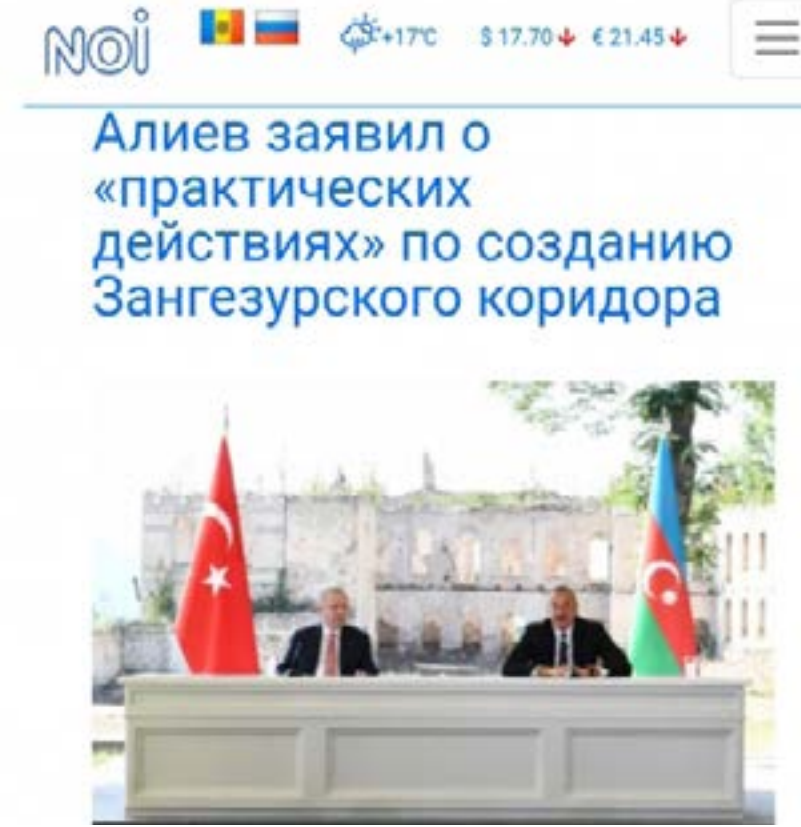 NOi
+17°C $ 17.70 € 21.45
Алиев заявил о
«практических
действиях» по созданию
Зангезурского коридора